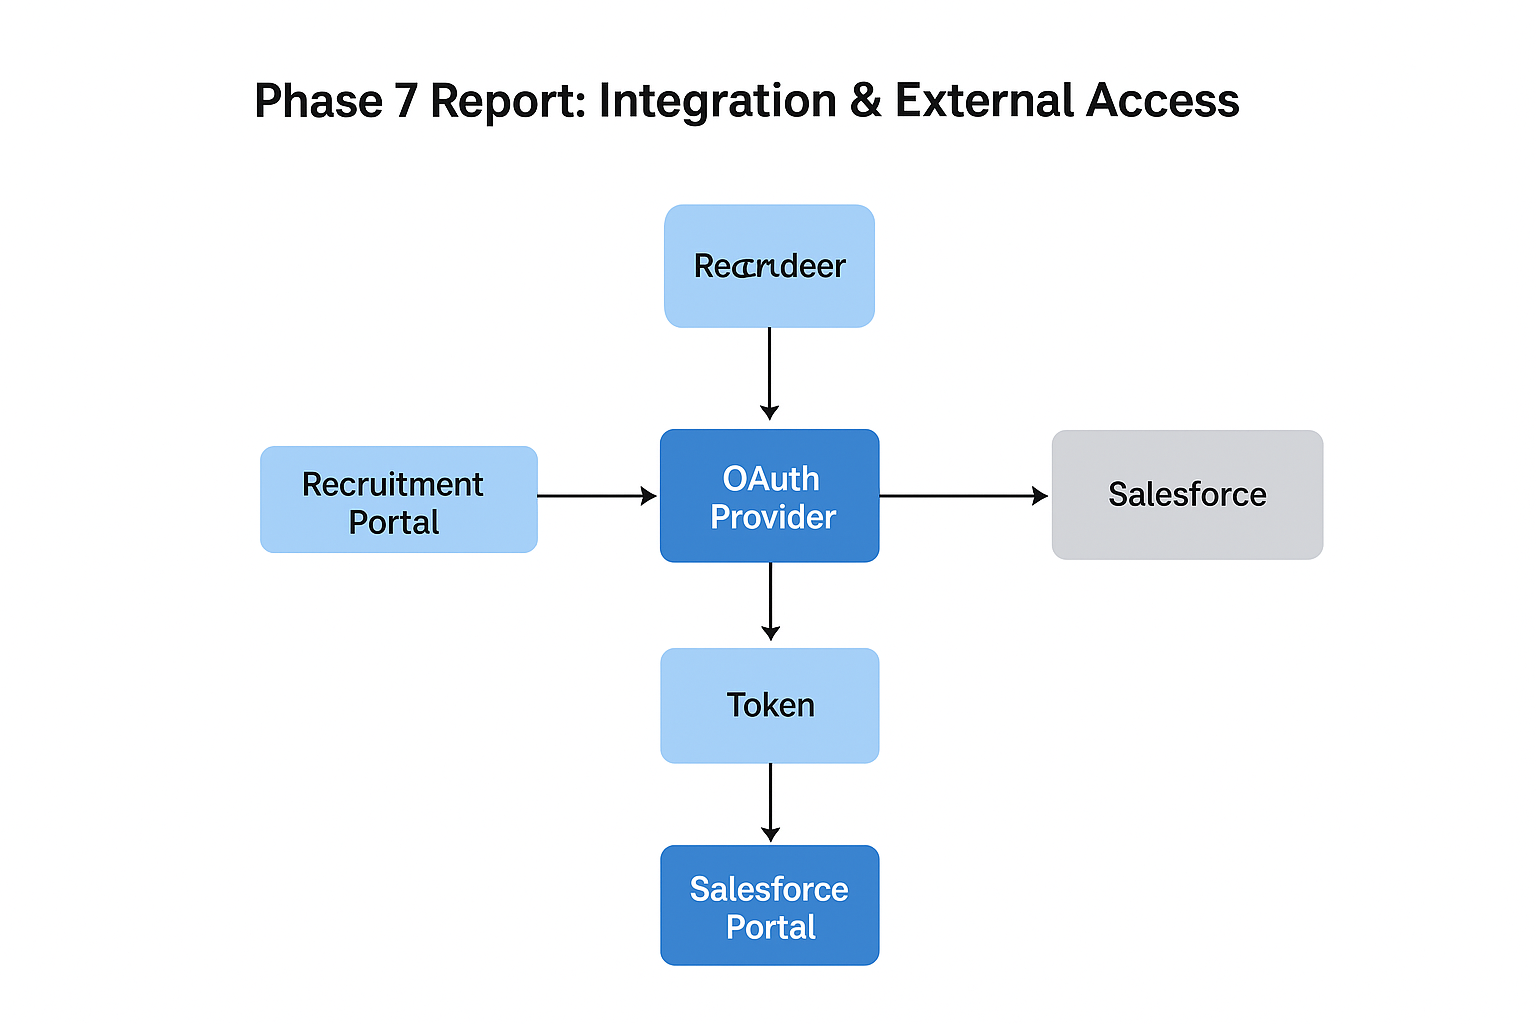 Phase 7 Report: Integration & External Access
Recruitment
Portal
OAuth
Provider
Salesforce
Token
Salesforce
Portal